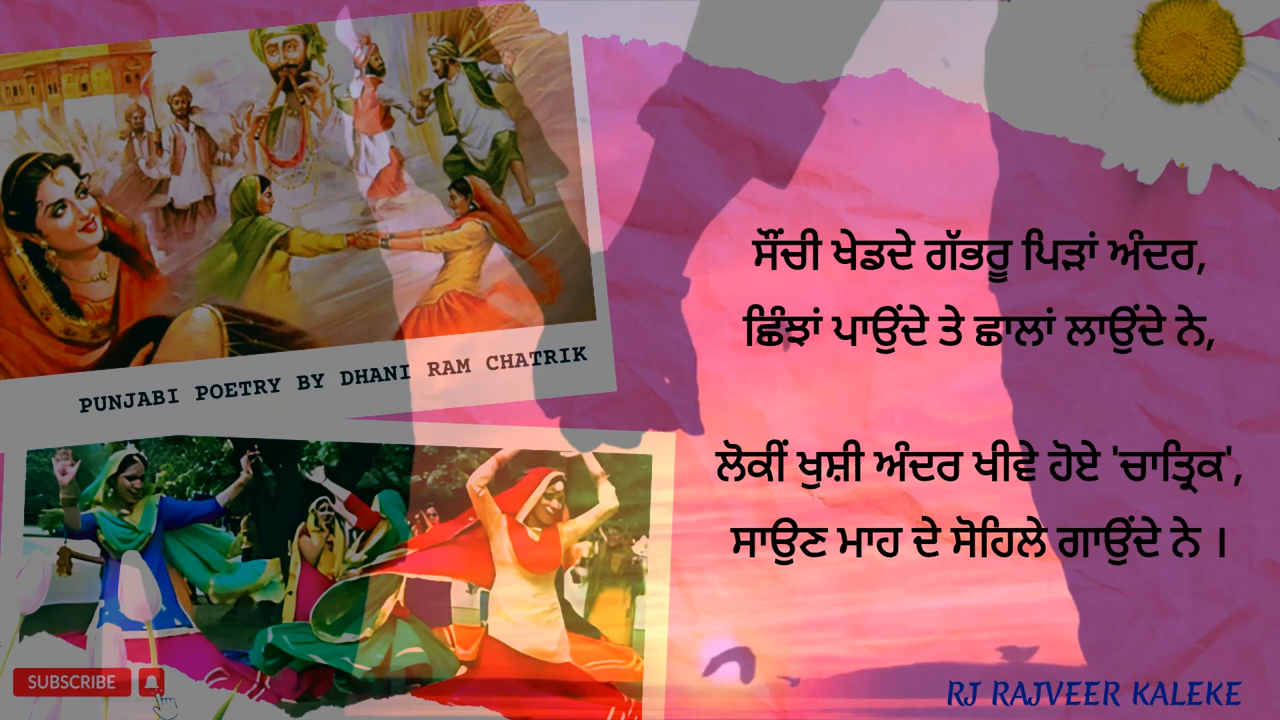 PUNJABI POETRY BY DHANI RAM CHATRIK
ਸੌਂਚੀ ਖੇਡਦੇ ਗੱਭਰੂ ਪਿੜਾਂ ਅੰਦਰ,
ਛਿੰਝਾਂ ਪਾਉਂਦੇ ਤੇ ਛਾਲਾਂ ਲਾਉਂਦੇ ਨੇ,
ਲੋਕੀਂ ਖੁਸ਼ੀ ਅੰਦਰ ਖੀਵੇ ਹੋਏ 'ਚਾਤ੍ਰਿਕ',
ਸਾਉਣ ਮਾਹ ਦੇ ਸੋਹਿਲੇ ਗਾਉਂਦੇ ਨੇ ।
SUBSCRIBE
RJ RAJVEER KALEKE